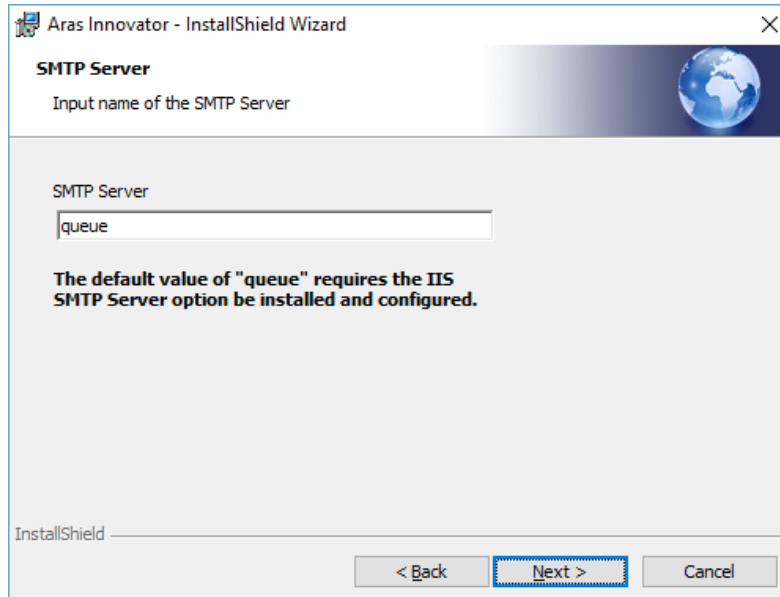 Aras Innovator - InstallShield Wizard
SMTP Server
Input name of the SMTP Server
SMTP Server
queue
The default value of "queue" requires the IIS
SMTP Server option be installed and configured.
InstallShield
< Back Next > Cancel